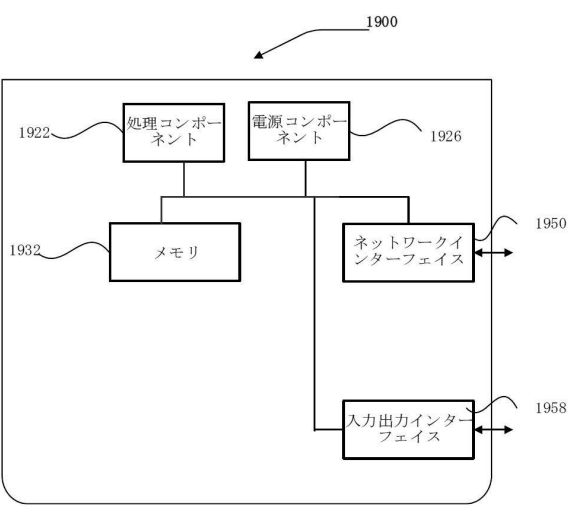 1900
1922
処理コンポー
ネント
電源コンポー
ネント
1926
1932
メモリ
ネットワークイ
ンターフェイス
1950
入力出力インター
フェイス
1958